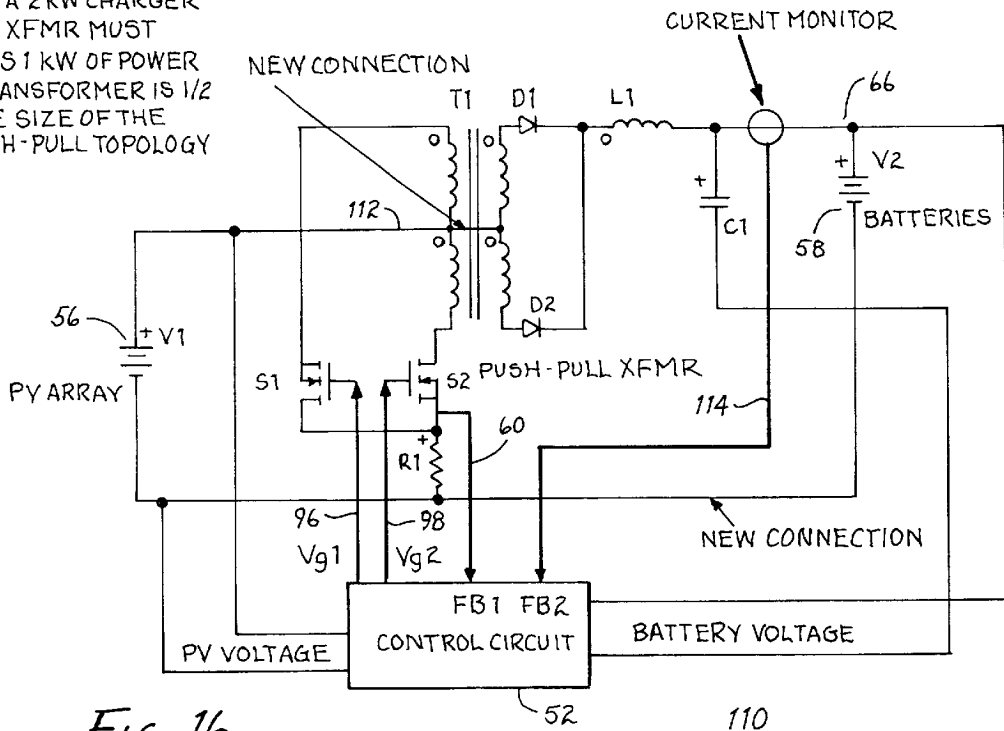 A 2KW CHARGER
XFMR MUST
S 1 KW OF POWER
ANSFORMER IS 1/2
E SIZE OF THE
H-PULL TOPOLOGY
CURRENT MONITOR
NEW CONNECTION
T1
D1
L1
66
112
+
V2
+
C1
58
BATTERIES
D2
56
+ V1
PV ARRAY
S1
S2
PUSH-PULL XFMR
114
60
+
R1
96
98
NEW CONNECTION
Vg1
Vg2
FB1 FB2
CONTROL CIRCUIT
PV VOLTAGE
BATTERY VOLTAGE
52
110
Fig. 16